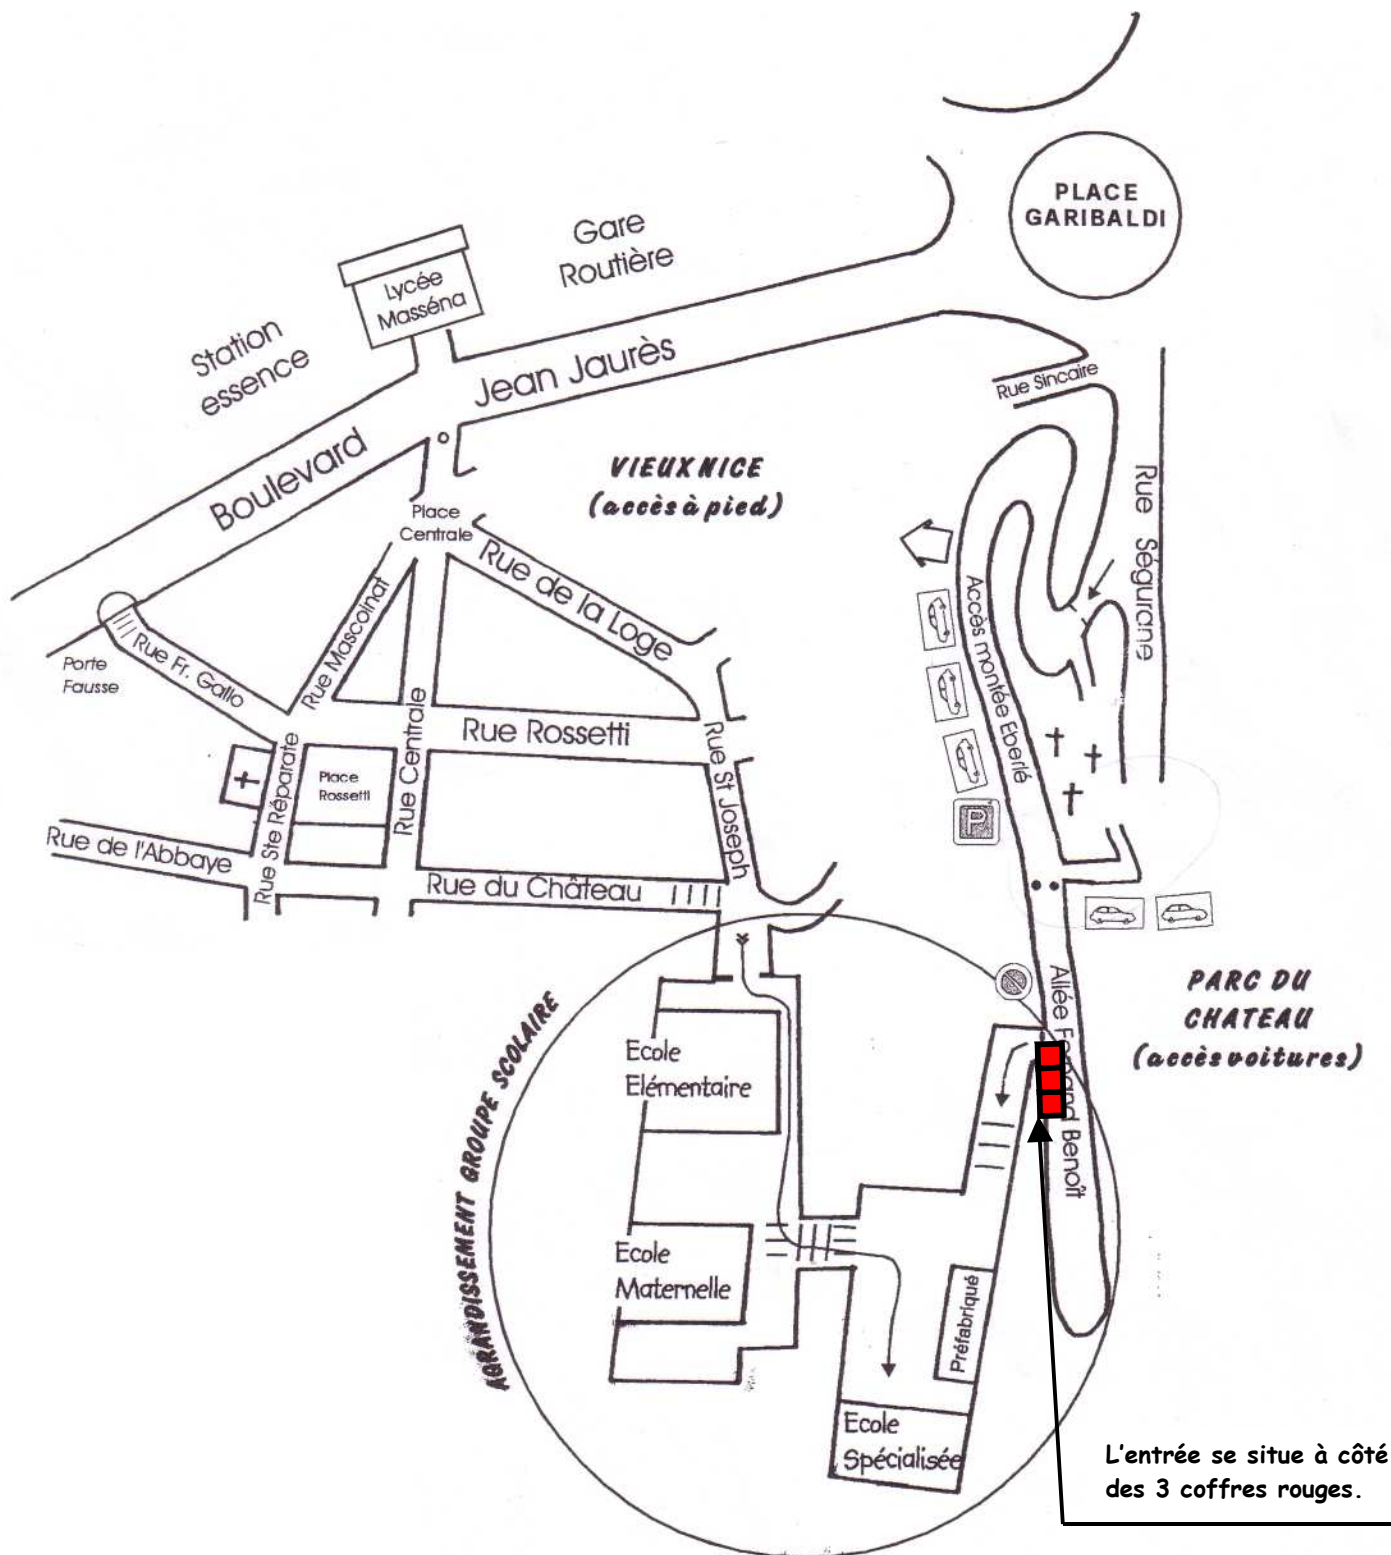 PLACE
GARIBALDI
Gare
Routière
Lycée
Masséna
Station
essence
Boulevard
Jean Jaurès
Rue Sincaire
VIEUX NICE
(accès à pied)
Rue Ségurane
Place
Centrale
Rue de la Loge
Accès montée Eberlé
Rue Mascoinat
Porte
Fausse
Rue Fr. Gallo
Rue Rossetti
Rue Centrale
Rue St Joseph
Place
Rossetti
Rue Ste Réparate
P
Rue de l'Abbaye
Rue du Château
Allée Fernand Benoît
PARC DU
CHATEAU
(accès voitures)
AGRANDISSEMENT GROUPE SCOLAIRE
Ecole
Elémentaire
Ecole
Maternelle
Préfabriqué
Ecole
Spécialisée
L'entrée se situe à côté
des 3 coffres rouges.